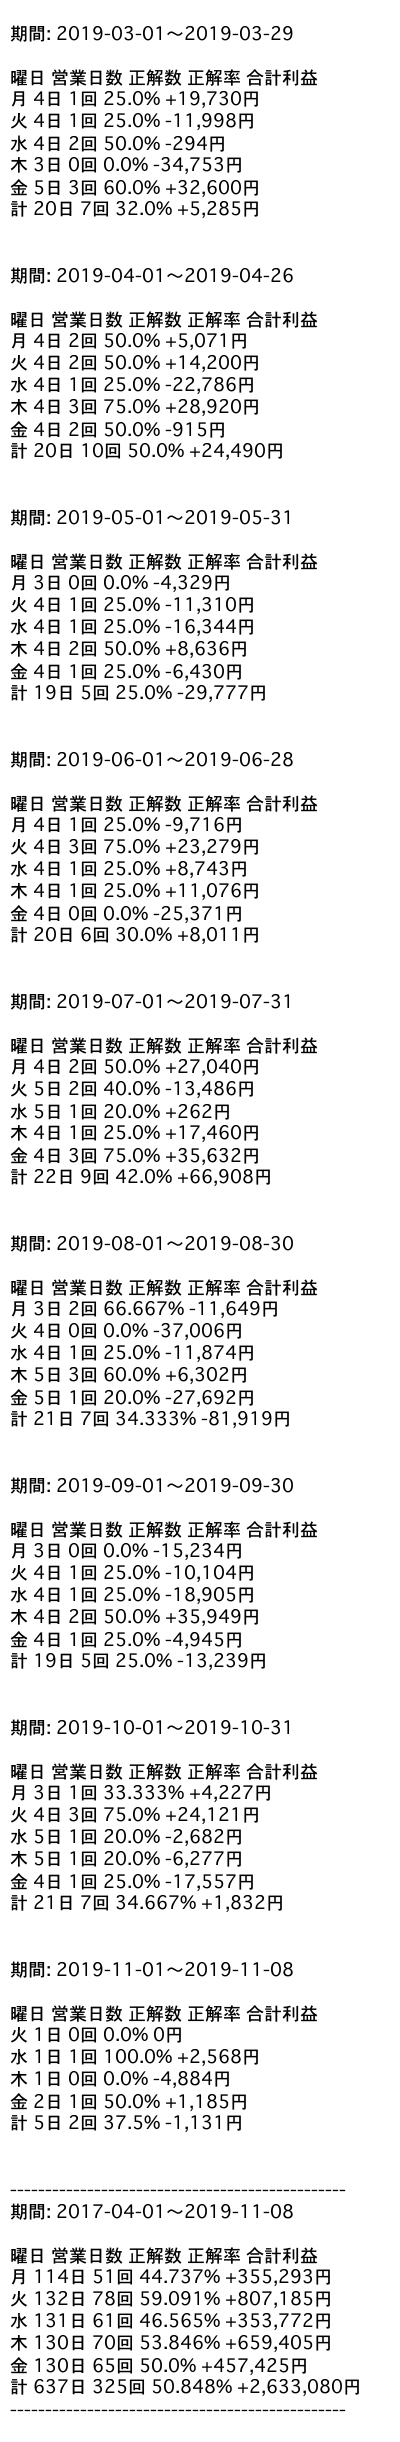 期間: 2019-03-01〜2019-03-29
曜日 営業日数 正解数 正解率 合計利益
月 4日 1回 25.0% +19,730円
火 4日 1回 25.0% -11,998円
水 4日 2回 50.0% -294円
木 3日 0回 0.0% -34,753円
金 5日 3回 60.0% +32,600円
計 20日 7回 32.0% +5,285円
期間: 2019-04-01〜2019-04-26
曜日 営業日数 正解数 正解率 合計利益
月 4日 2回 50.0% +5,071円
火 4日 2回 50.0% +14,200円
水 4日 1回 25.0% -22,786円
木 4日 3回 75.0% +28,920円
金 4日 2回 50.0% -915円
計 20日 10回 50.0% +24,490円
期間: 2019-05-01〜2019-05-31
曜日 営業日数 正解数 正解率 合計利益
月 3日 0回 0.0% -4,329円
火 4日 1回 25.0% -11,310円
水 4日 1回 25.0% -16,344円
木 4日 2回 50.0% +8,636円
金 4日 1回 25.0% -6,430円
計 19日 5回 25.0% -29,777円
期間: 2019-06-01〜2019-06-28
曜日 営業日数 正解数 正解率 合計利益
月 4日 1回 25.0% -9,716円
火 4日 3回 75.0% +23,279円
水 4日 1回 25.0% +8,743円
木 4日 1回 25.0% +11,076円
金 4日 0回 0.0% -25,371円
計 20日 6回 30.0% +8,011円
期間: 2019-07-01〜2019-07-31
曜日 営業日数 正解数 正解率 合計利益
月 4日 2回 50.0% +27,040円
火 5日 2回 40.0% -13,486円
水 5日 1回 20.0% +262円
木 4日 1回 25.0% +17,460円
金 4日 3回 75.0% +35,632円
計 22日 9回 42.0% +66,908円
期間: 2019-08-01〜2019-08-30
曜日 営業日数 正解数 正解率 合計利益
月 3日 2回 66.667% -11,649円
火 4日 0回 0.0% -37,006円
水 4日 1回 25.0% -11,874円
木 5日 3回 60.0% +6,302円
金 5日 1回 20.0% -27,692円
計 21日 7回 34.333% -81,919円
期間: 2019-09-01〜2019-09-30
曜日 営業日数 正解数 正解率 合計利益
月 3日 0回 0.0% -15,234円
火 4日 1回 25.0% -10,104円
水 4日 1回 25.0% -18,905円
木 4日 2回 50.0% +35,949円
金 4日 1回 25.0% -4,945円
計 19日 5回 25.0% -13,239円
期間: 2019-10-01〜2019-10-31
曜日 営業日数 正解数 正解率 合計利益
月 3日 1回 33.333% +4,227円
火 4日 3回 75.0% +24,121円
水 5日 1回 20.0% -2,682円
木 5日 1回 20.0% -6,277円
金 4日 1回 25.0% -17,557円
計 21日 7回 34.667% +1,832円
期間: 2019-11-01〜2019-11-08
曜日 営業日数 正解数 正解率 合計利益
火 1日 0回 0.0% 0円
水 1日 1回 100.0% +2,568円
木 1日 0回 0.0% -4,884円
金 2日 1回 50.0% +1,185円
計 5日 2回 37.5% -1,131円
------------------------------------------------
期間: 2017-04-01〜2019-11-08
曜日 営業日数 正解数 正解率 合計利益
月 114日 51回 44.737% +355,293円
火 132日 78回 59.091% +807,185円
水 131日 61回 46.565% +353,772円
木 130日 70回 53.846% +659,405円
金 130日 65回 50.0% +457,425円
計 637日 325回 50.848% +2,633,080円
------------------------------------------------